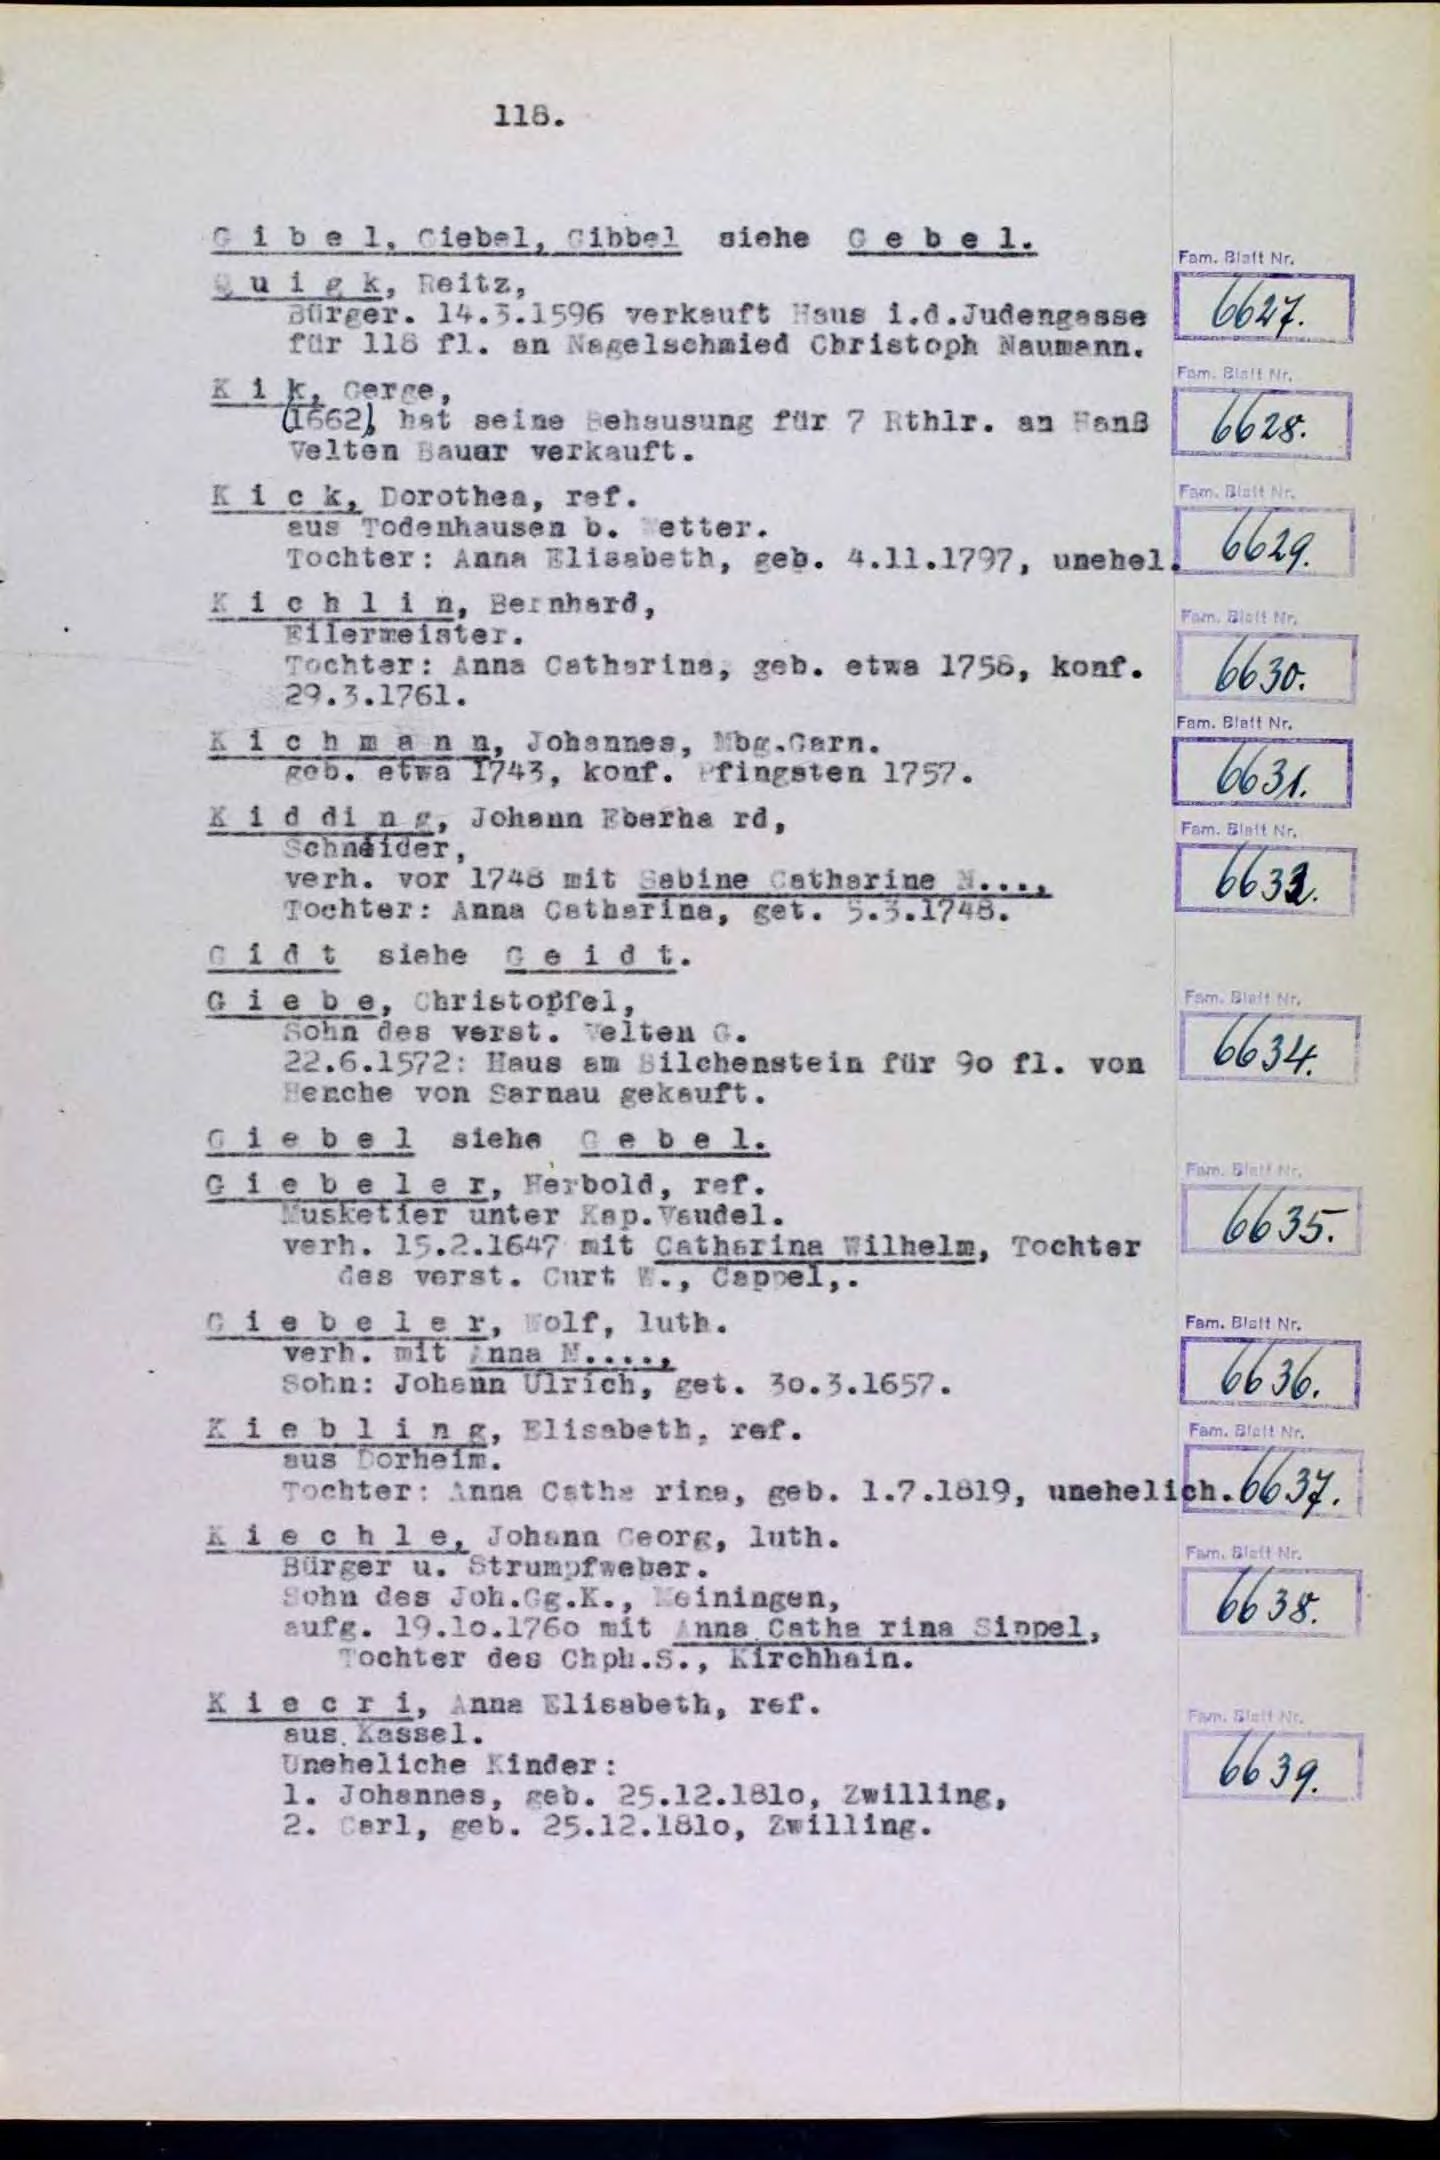 118.
G i b e l, Giebel, Gibbel siehe G e b e l.
Fam. Blatt Nr.
Q u i g k, Reitz,
Bürger. 14.3.1596 verkauft Haus i.d.Judengasse
6627.
für 118 fl. an Nagelschmied Christoph Naumann.
Fam. Blatt Nr.
K i k, Gerge,
(1662) hat seine Behausung für 7 Rthlr. an Hanß
6628.
Velten Bauar verkauft.
Fam. Blatt Nr.
K i c k, Dorothea, ref.
aus Todenhausen b. Wetter.
6629.
Tochter: Anna Elisabeth, geb. 4.11.1797, unehel.
K i c h l i n, Bernhard,
Fam. Blatt Nr.
Eilermeister.
Tochter: Anna Catharina, geb. etwa 1758, konf.
6630.
29.3.1761.
Fam. Blatt Nr.
K i c h m a n n, Johannes, Mbg.Garn.
geb. etwa 1743, konf. Pfingsten 1757.
6631.
K i d di n g, Johann Eberha rd,
Fam. Blatt Nr.
Schneider,
verh. vor 1748 mit Sabine Catharine N...,
6632.
Tochter: Anna Catharina, get. 5.3.1748.
G i d t siehe G e i d t.
G i e b e, Christopfel,
Fam. Blatt Nr.
Sohn des verst. Velten G.
22.6.1572: Haus am Bilchenstein für 9o fl. von
6634.
Henche von Sarnau gekauft.
G i e b e l siehe G e b e l.
Fam. Blatt Nr.
G i e b e l e r, Herbold, ref.
Musketier unter Kap.Vaudel.
6635.
verh. 15.2.1647 mit Catharina Wilhelm, Tochter
des verst. Curt W., Cappel,.
G i e b e l e r, Wolf, luth.
Fam. Blatt Nr.
verh. mit Anna N....,
6636.
Sohn: Johann Ulrich, get. 3o.3.1657.
K i e b l i n g, Elisabeth, ref.
Fam. Blatt Nr.
aus Dorheim.
Tochter: Anna Catha rina, geb. 1.7.1819, unehelich.
6637.
K i e c h l e, Johann Georg, luth.
Fam. Blatt Nr.
Bürger u. Strumpfweber.
Sohn des Joh.Gg.K., Meiningen,
6638.
aufg. 19.1o.176o mit Anna Catha rina Sippel,
Tochter des Chph.S., Kirchhain.
K i e c r i, Anna Elisabeth, ref.
Fam. Blatt Nr.
aus Kassel.
Uneheliche Kinder:
6639.
1. Johannes, geb. 25.12.181o, Zwilling,
2. Carl, geb. 25.12.181o, Zwilling.